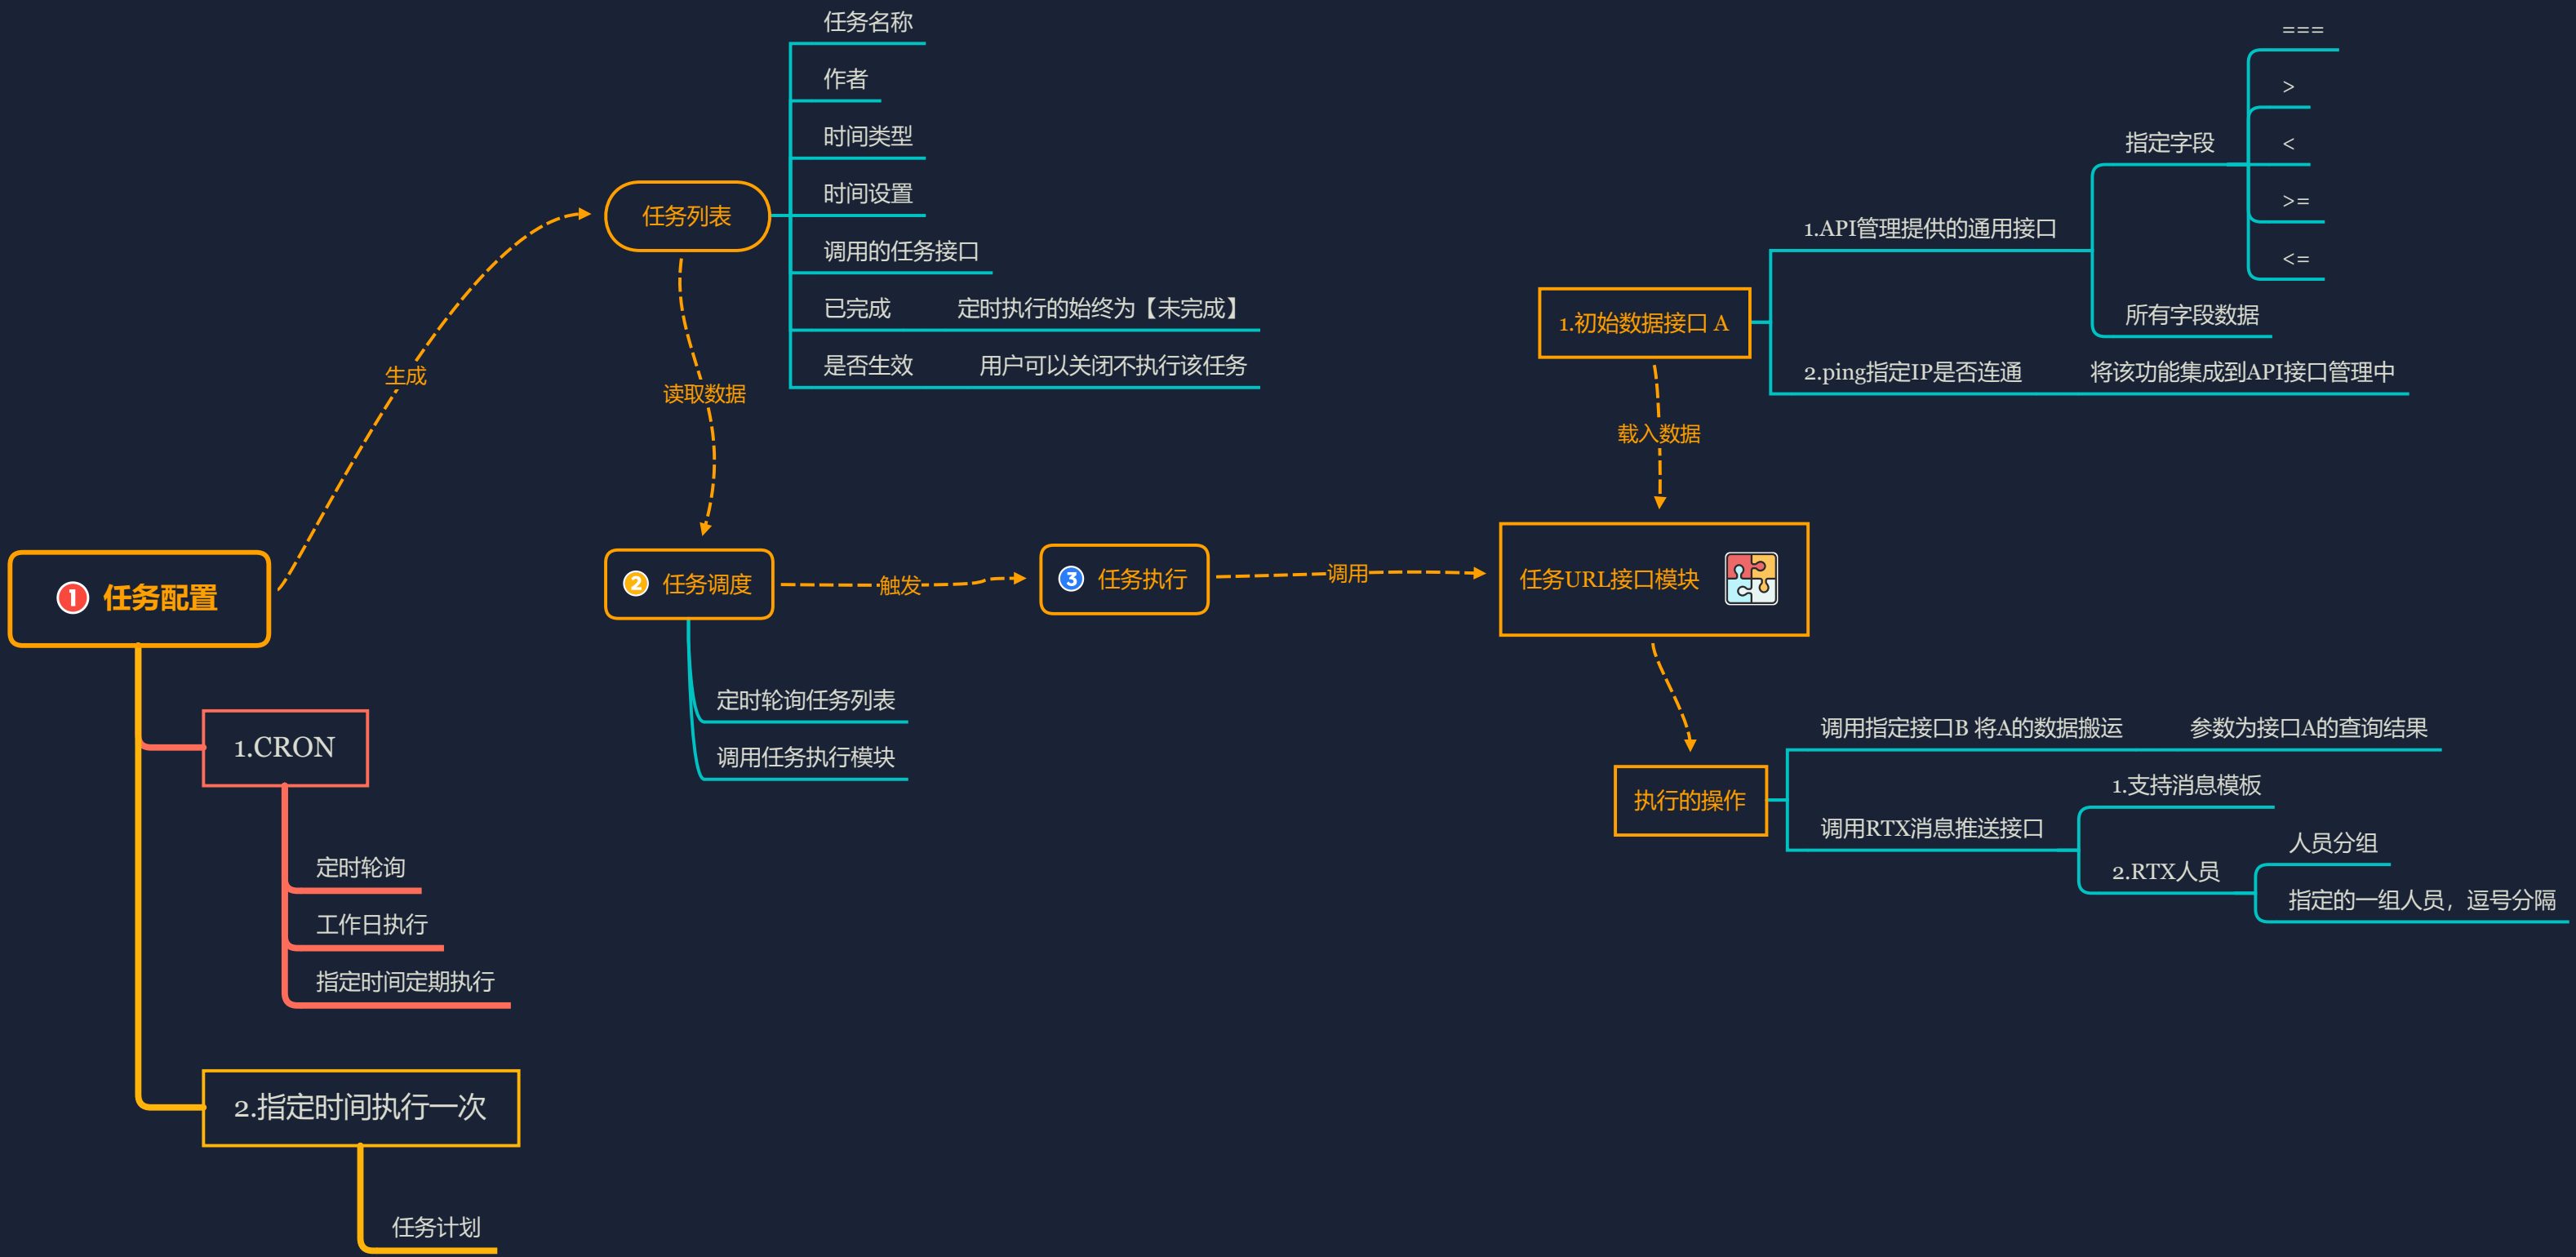 任务名称
作者
时间类型
时间设置
任务列表
调用的任务接口
已完成
定时执行的始终为【未完成】
是否生效
用户可以关闭不执行该任务
生成
读取数据
===
>
<
>=
<=
指定字段
1.API管理提供的通用接口
所有字段数据
1.初始数据接口 A
2.ping指定IP是否连通
将该功能集成到API接口管理中
载入数据
1 任务配置
2 任务调度
触发
3 任务执行
调用
任务URL接口模块
定时轮询任务列表
调用任务执行模块
1.CRON
定时轮询
工作日执行
指定时间定期执行
2.指定时间执行一次
任务计划
执行的操作
调用指定接口B 将A的数据搬运
参数为接口A的查询结果
调用RTX消息推送接口
1.支持消息模板
2.RTX人员
人员分组
指定的一组人员，逗号分隔